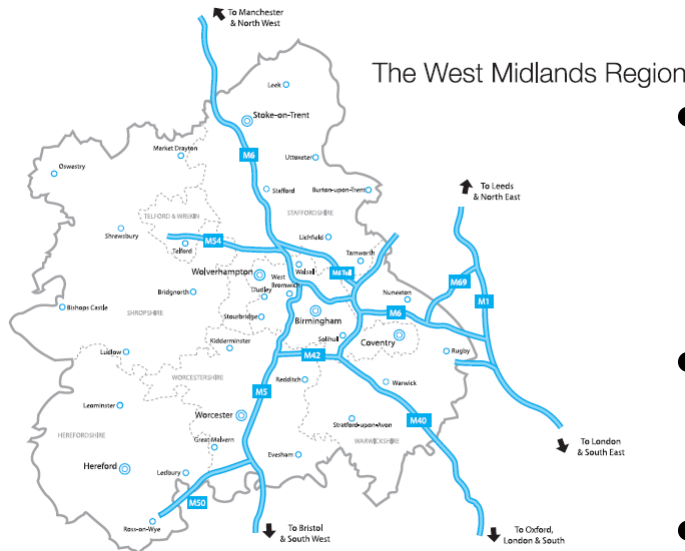 To Manchester
& North West
The West Midlands Region
Leek
Stoke-on-Trent
Market Drayton
M6
Uttoxeter
Oswestry
Stafford
Burton-upon-Trent
To Leeds
& North East
TELFORD & WREKIN
STAFFORDSHIRE
Shrewsbury
Lichfield
M54
Telford
Tamworth
Walsall
M6 Toll
Wolverhampton
West
Bromwich
M69
Bridgnorth
Dudley
Nuneaton
M1
Bishops Castle
SHROPSHIRE
Stourbridge
Birmingham
M6
Solihull
Coventry
Kidderminster
Rugby
Ludlow
M42
WORCESTERSHIRE
Redditch
Warwick
M5
Leominster
Worcester
M40
Stratford-upon-Avon
HEREFORDSHIRE
Great Malvern
WARWICKSHIRE
To London
& South East
Evesham
Hereford
Ledbury
M50
Ross-on-Wye
To Bristol
& South West
To Oxford,
London & South